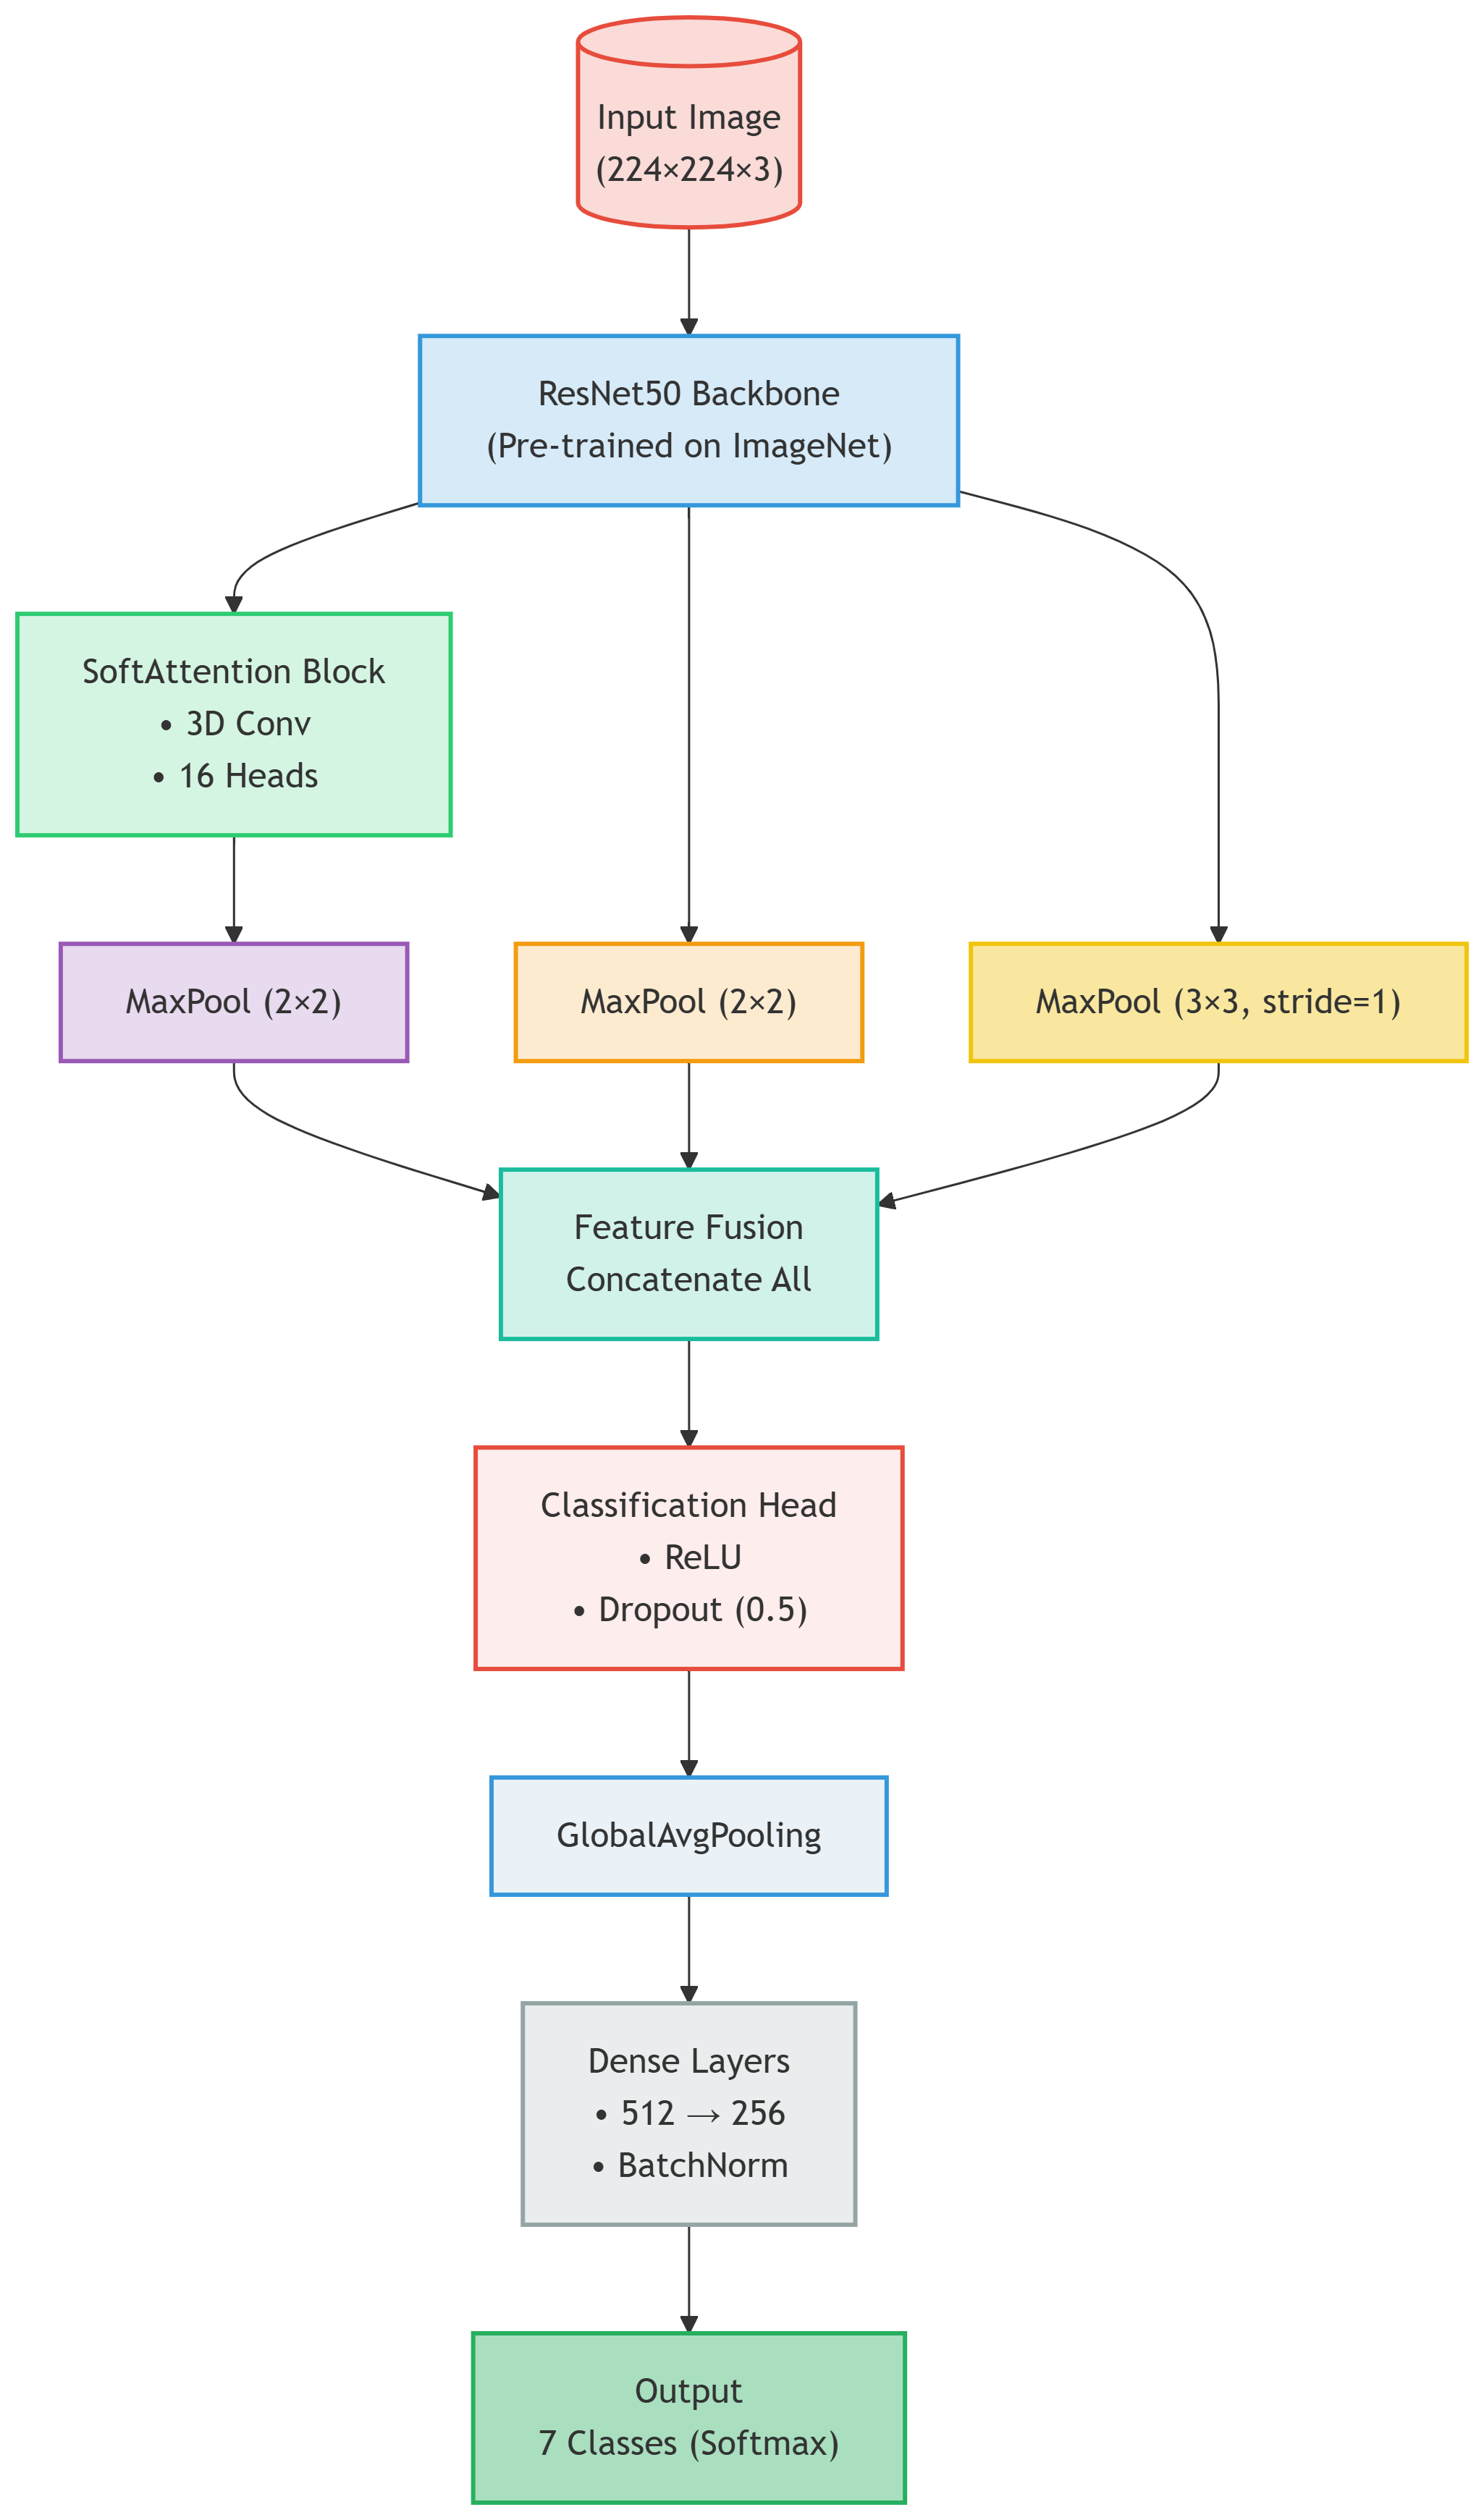 Input Image
(224×224×3)
ResNet50 Backbone
(Pre-trained on ImageNet)
SoftAttention Block
• 3D Conv
• 16 Heads
MaxPool (2×2)
MaxPool (2×2)
MaxPool (3×3, stride=1)
Feature Fusion
Concatenate All
Classification Head
• ReLU
• Dropout (0.5)
GlobalAvgPooling
Dense Layers
• 512 → 256
• BatchNorm
Output
7 Classes (Softmax)